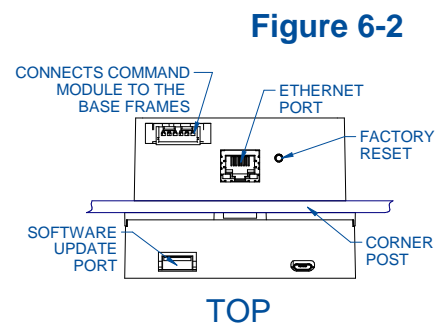 Figure 6-2
CONNECTS COMMAND
MODULE TO THE
BASE FRAMES
ETHERNET
PORT
FACTORY
RESET
SOFTWARE
UPDATE
PORT
CORNER
POST
TOP